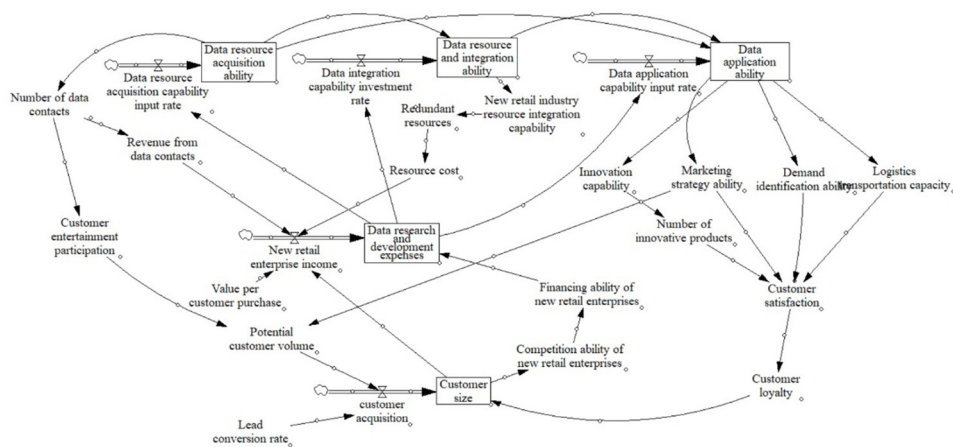 Data resource
acquisition
ability
Data resource
and integration
ability
Data
application
ability
Data resource
acquisition capability
input rate
Data integration
capability investment
rate
Data application
capability input rate
Number of data
contacts
Redundant
resources
New retail industry
resource integration
capability
Revenue from
data contacts
Resource cost
Innovation
capability
Marketing
strategy ability
Demand
identification ability
Logistics
transportation capacity
Customer
entertainment
participation
Data research
and
development
expenses
New retail
enterprise income
Number of
innovative products
Value per
customer purchase
Financing ability of
new retail enterprises
Customer
satisfaction
Potential
customer volume
Competition ability of
new retail enterprises
Customer
size
Customer
loyalty
customer
acquisition
Lead
conversion rate